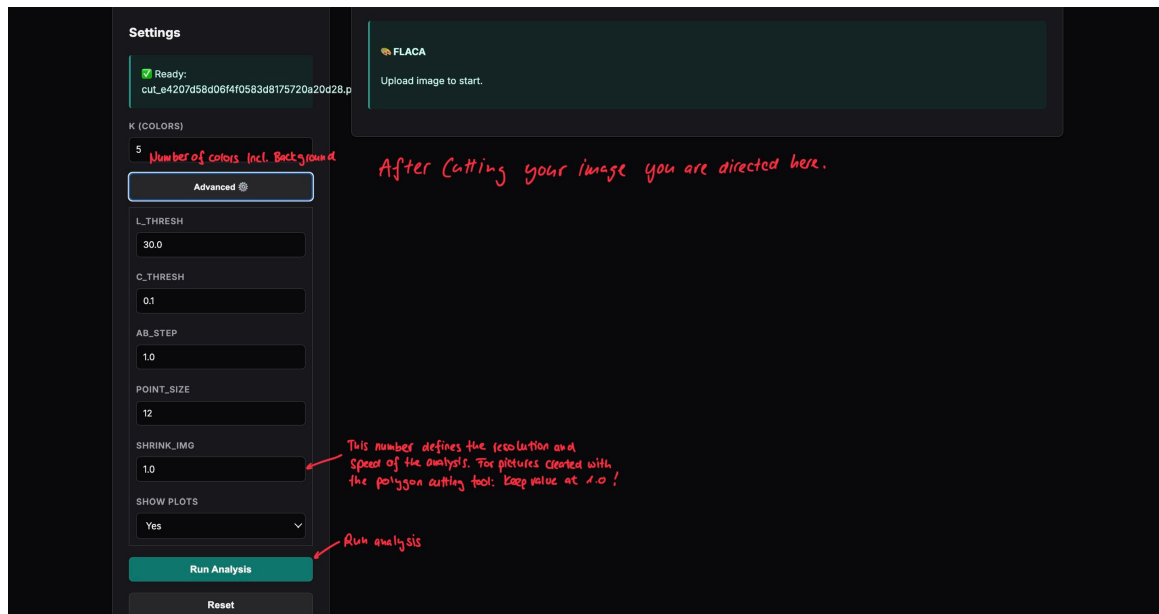 Settings
✅ Ready:
cut_e4207d58d06f4f0583d8175720a20d28.p
K (COLORS)
5
Number of colors Incl. Background
Advanced ⚙
L_THRESH
30.0
C_THRESH
0.1
AB_STEP
1.0
POINT_SIZE
12
SHRINK_IMG
1.0
SHOW PLOTS
Yes
Run Analysis
Reset
🎨 FLACA
Upload image to start.
After Cutting your image you are directed here.
This number defines the resolution and
speed of the analysis. For pictures created with
the polygon cutting tool: Keep value at 1.0 !
Run analysis